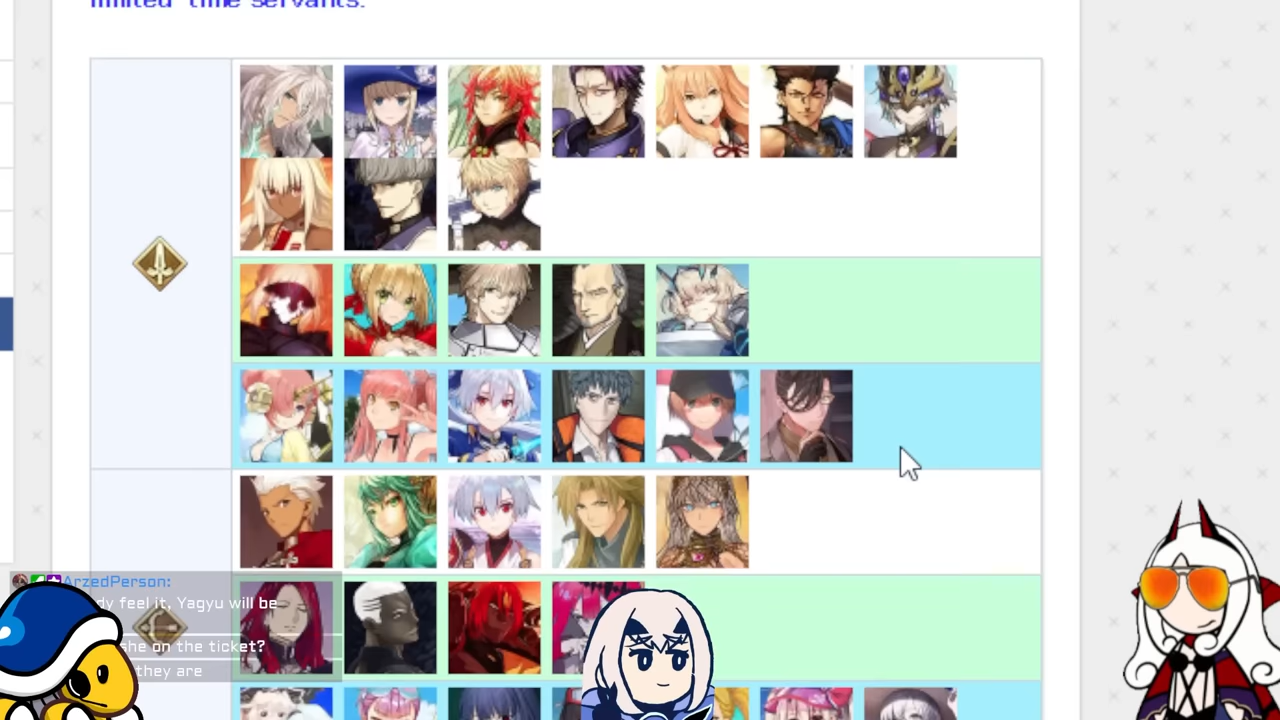 limited time servants.
ArzedPerson:
dy feel it, Yagyu will be
she on the ticket?
they are